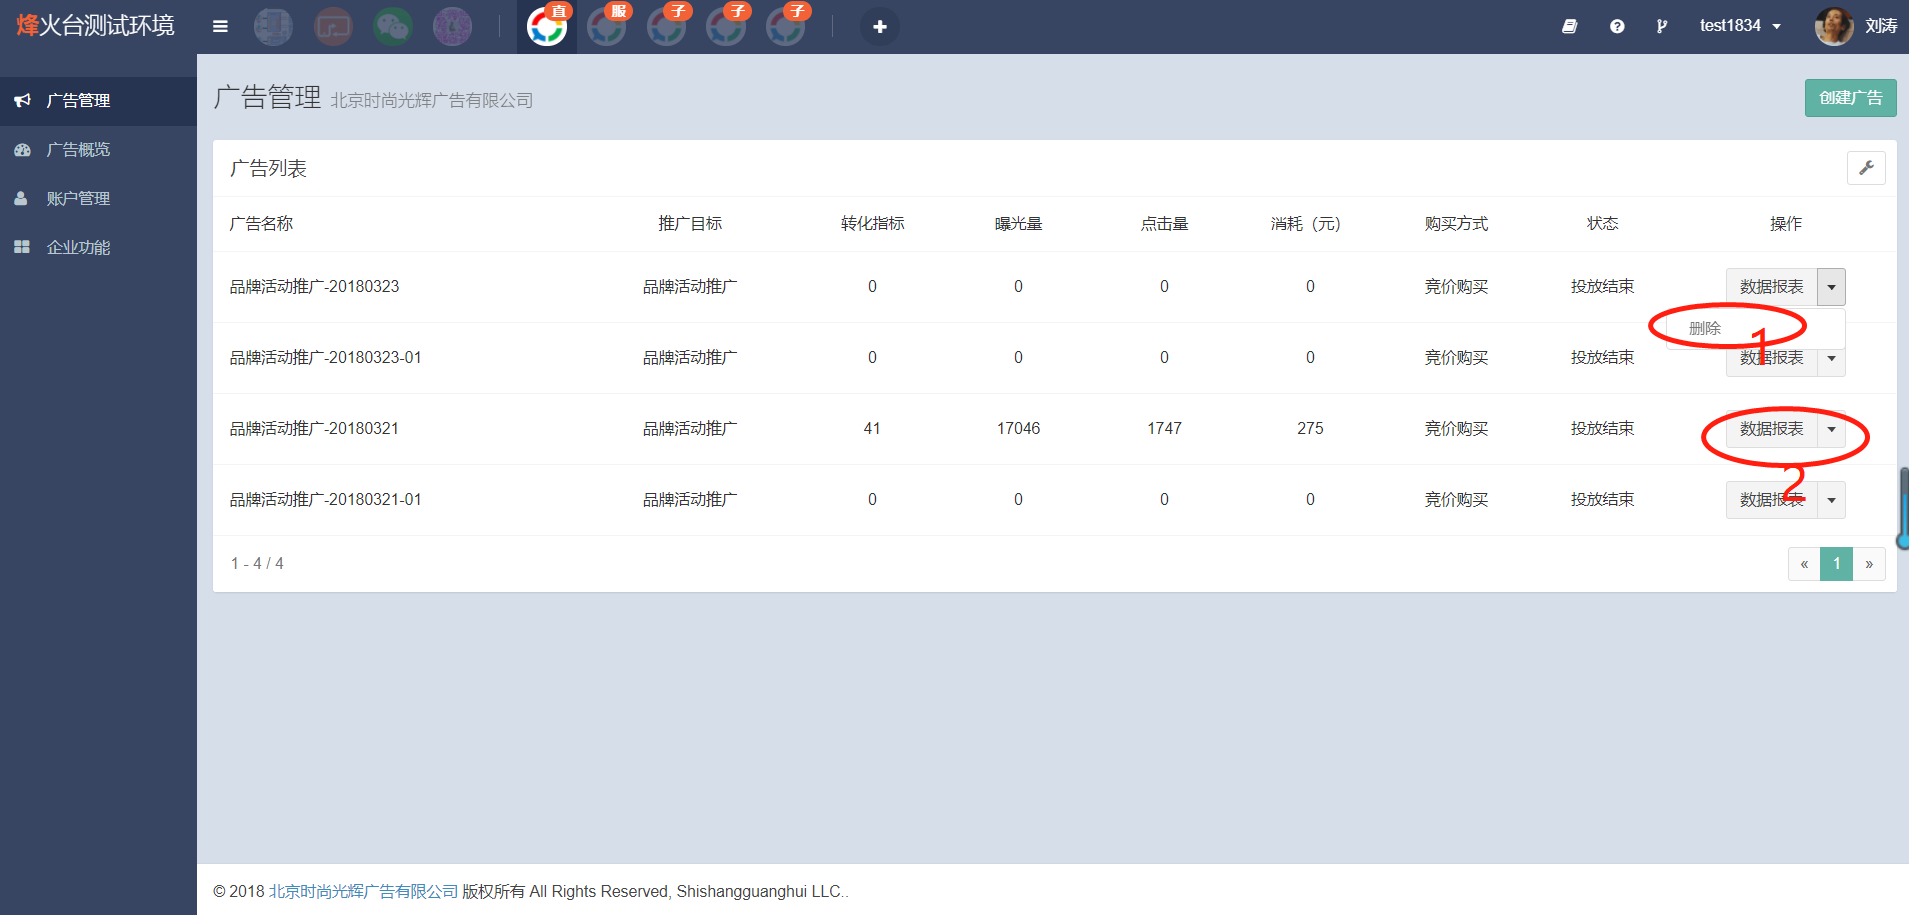 烽火台测试环境
直
服
子
子
子
test1834
刘涛
广告管理
广告概览
账户管理
企业功能
广告管理 北京时尚光辉广告有限公司
创建广告
广告列表
广告名称 推广目标 转化指标 曝光量 点击量 消耗（元） 购买方式 状态 操作
品牌活动推广-20180323 品牌活动推广 0 0 0 0 竞价购买 投放结束 数据报表
删除
1
品牌活动推广-20180323-01 品牌活动推广 0 0 0 0 竞价购买 投放结束 数据报表
品牌活动推广-20180321 品牌活动推广 41 17046 1747 275 竞价购买 投放结束 数据报表
2
品牌活动推广-20180321-01 品牌活动推广 0 0 0 0 竞价购买 投放结束 数据报表
1 - 4 / 4
« 1 »
© 2018 北京时尚光辉广告有限公司 版权所有 All Rights Reserved, Shishangguanghui LLC..